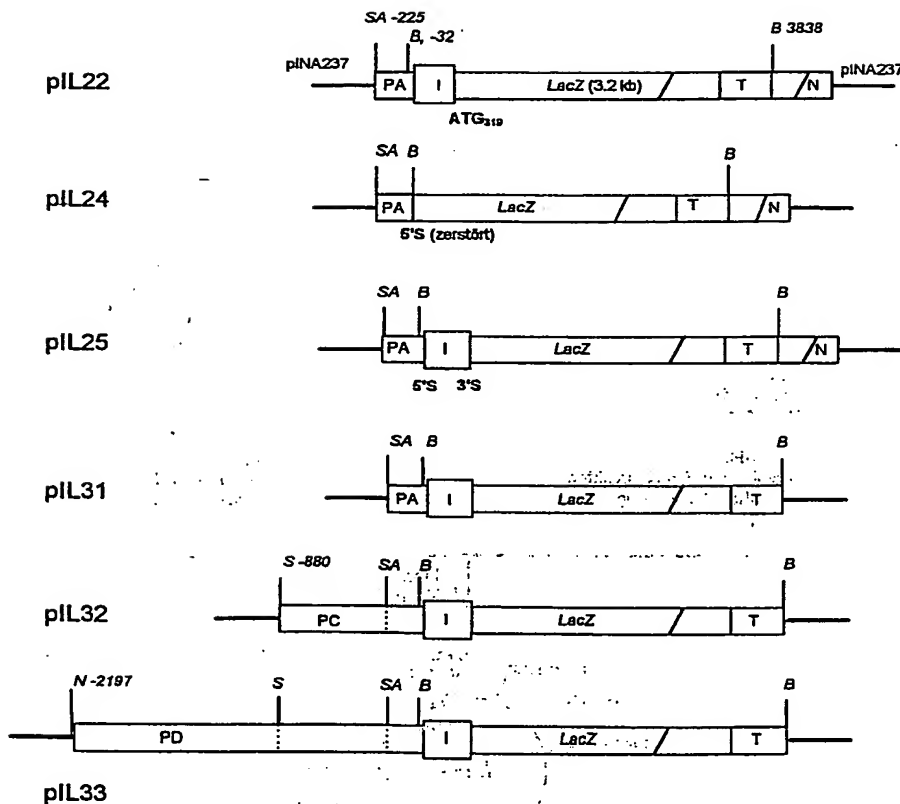 SA -225
B, -32
B 3838
pINA237
pINA237
pIL22
PA
I
LacZ (3.2 kb)
T
N
ATG319
SA B
B
pIL24
PA
LacZ
T
N
5'S (zerstört)
SA B
B
pIL25
PA
I
LacZ
T
N
5'S 3'S
SA B
B
pIL31
PA
I
LacZ
T
S -880
SA B
B
pIL32
PC
I
LacZ
T
N -2197
S
SA B
B
PD
I
LacZ
T
pIL33